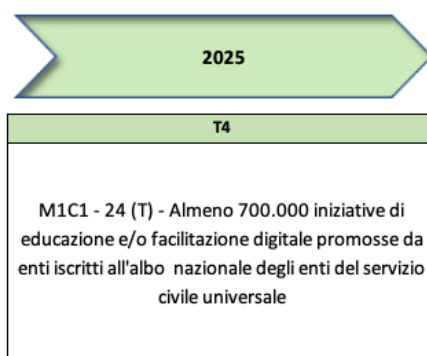 2025
T4
M1C1 - 24 (T) - Almeno 700.000 iniziative di
educazione e/o facilitazione digitale promosse da
enti iscritti all'albo  nazionale degli enti del servizio
civile universale